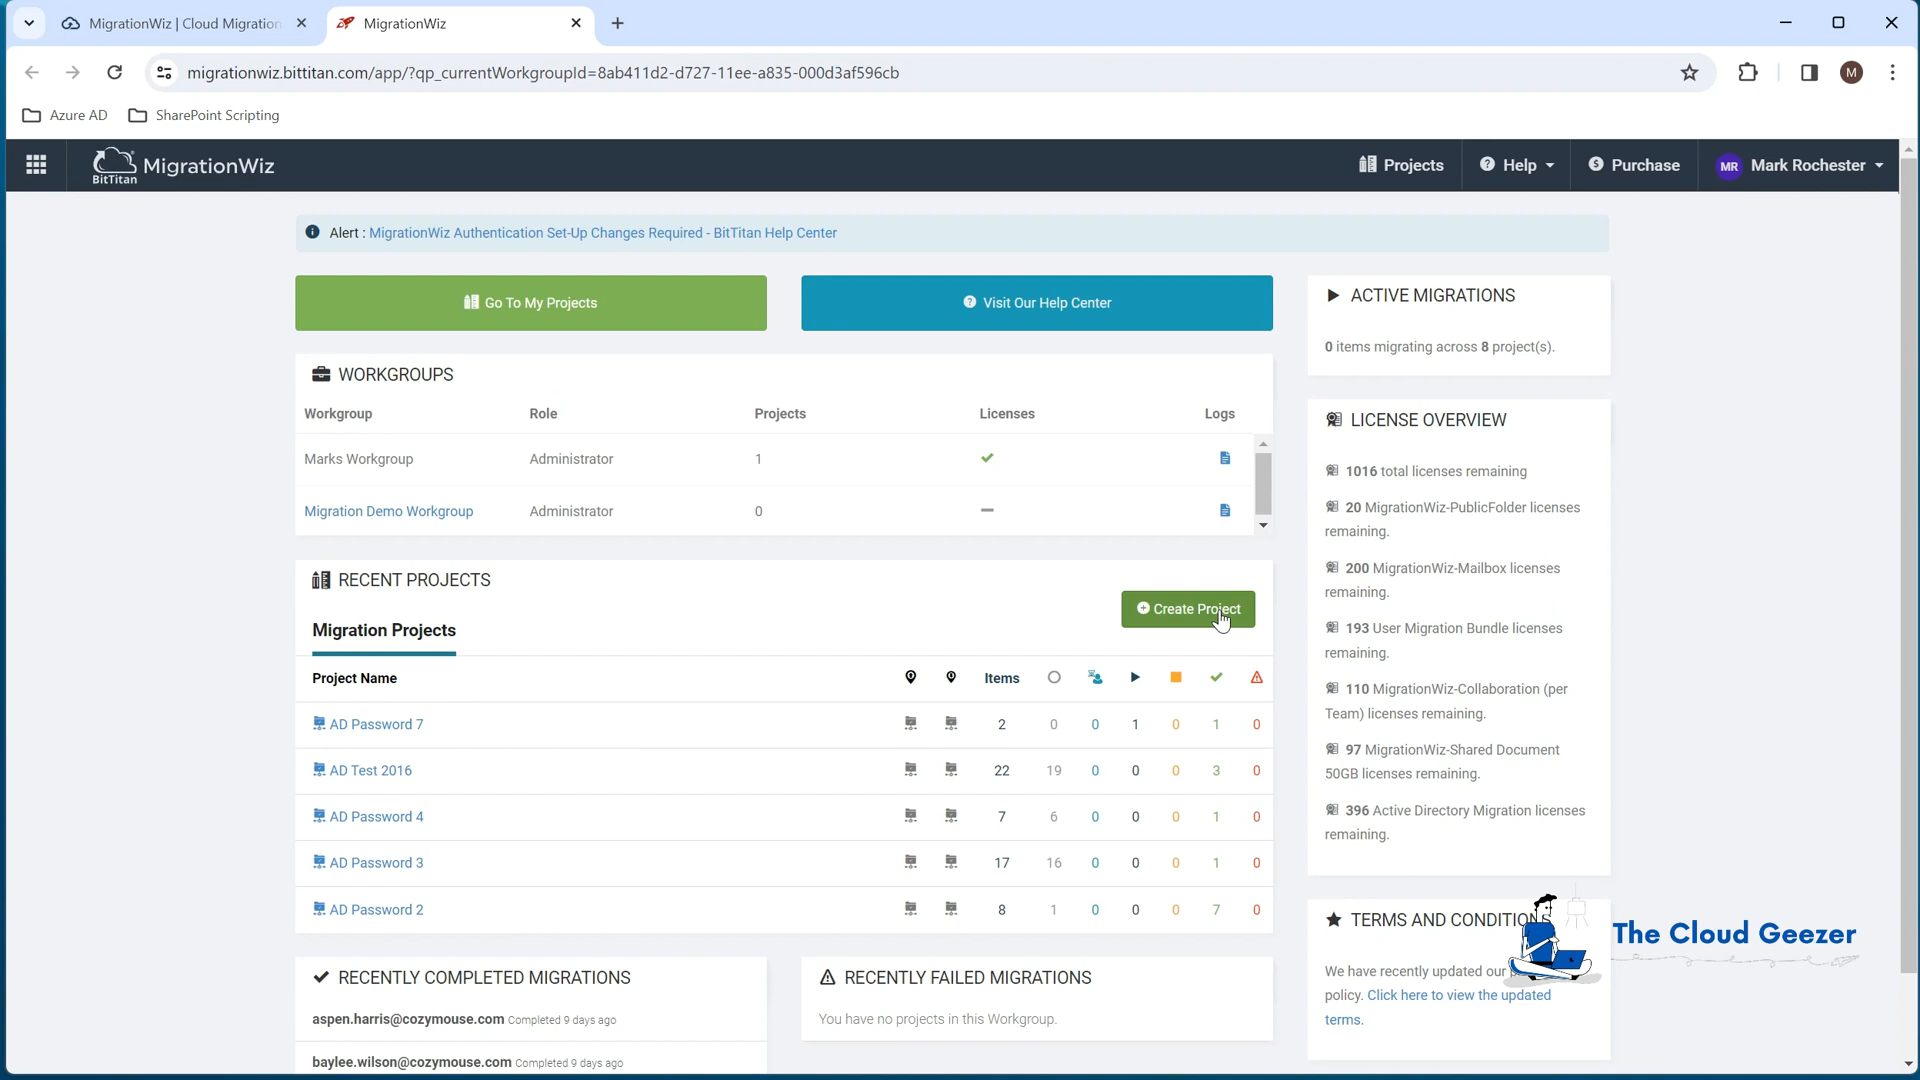 MigrationWiz | Cloud Migration
MigrationWiz
migrationwiz.bittitan.com/app/?qp_currentWorkgroupId=8ab411d2-d727-11ee-a835-000d3af596cb
M
Azure AD
SharePoint Scripting
BitTitan MigrationWiz
Projects
Help
Purchase
MR Mark Rochester
Alert : MigrationWiz Authentication Set-Up Changes Required - BitTitan Help Center
Go To My Projects
Visit Our Help Center
WORKGROUPS
Workgroup Role Projects Licenses Logs
Marks Workgroup Administrator 1
Migration Demo Workgroup Administrator 0
RECENT PROJECTS
Create Project
Migration Projects
Project Name Items
AD Password 7 2 0 0 1 0 1 0
AD Test 2016 22 19 0 0 0 3 0
AD Password 4 7 6 0 0 0 1 0
AD Password 3 17 16 0 0 0 1 0
AD Password 2 8 1 0 0 0 7 0
RECENTLY COMPLETED MIGRATIONS
aspen.harris@cozymouse.com Completed 9 days ago
baylee.wilson@cozymouse.com Completed 9 days ago
RECENTLY FAILED MIGRATIONS
You have no projects in this Workgroup.
ACTIVE MIGRATIONS
0 items migrating across 8 project(s).
LICENSE OVERVIEW
1016 total licenses remaining
20 MigrationWiz-PublicFolder licenses
remaining.
200 MigrationWiz-Mailbox licenses
remaining.
193 User Migration Bundle licenses
remaining.
110 MigrationWiz-Collaboration (per
Team) licenses remaining.
97 MigrationWiz-Shared Document
50GB licenses remaining.
396 Active Directory Migration licenses
remaining.
TERMS AND CONDITIONS
We have recently updated our
policy. Click here to view the updated
terms.
The Cloud Geezer